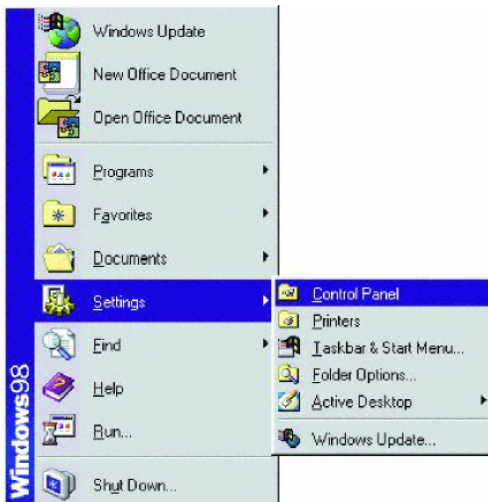 Windows Update
New Office Document
Open Office Document
Programs
Favorites
Documents
Settings
Find
Help
Run...
Shut Down...
Windows98
Control Panel
Printers
Taskbar & Start Menu...
Folder Options...
Active Desktop
Windows Update...